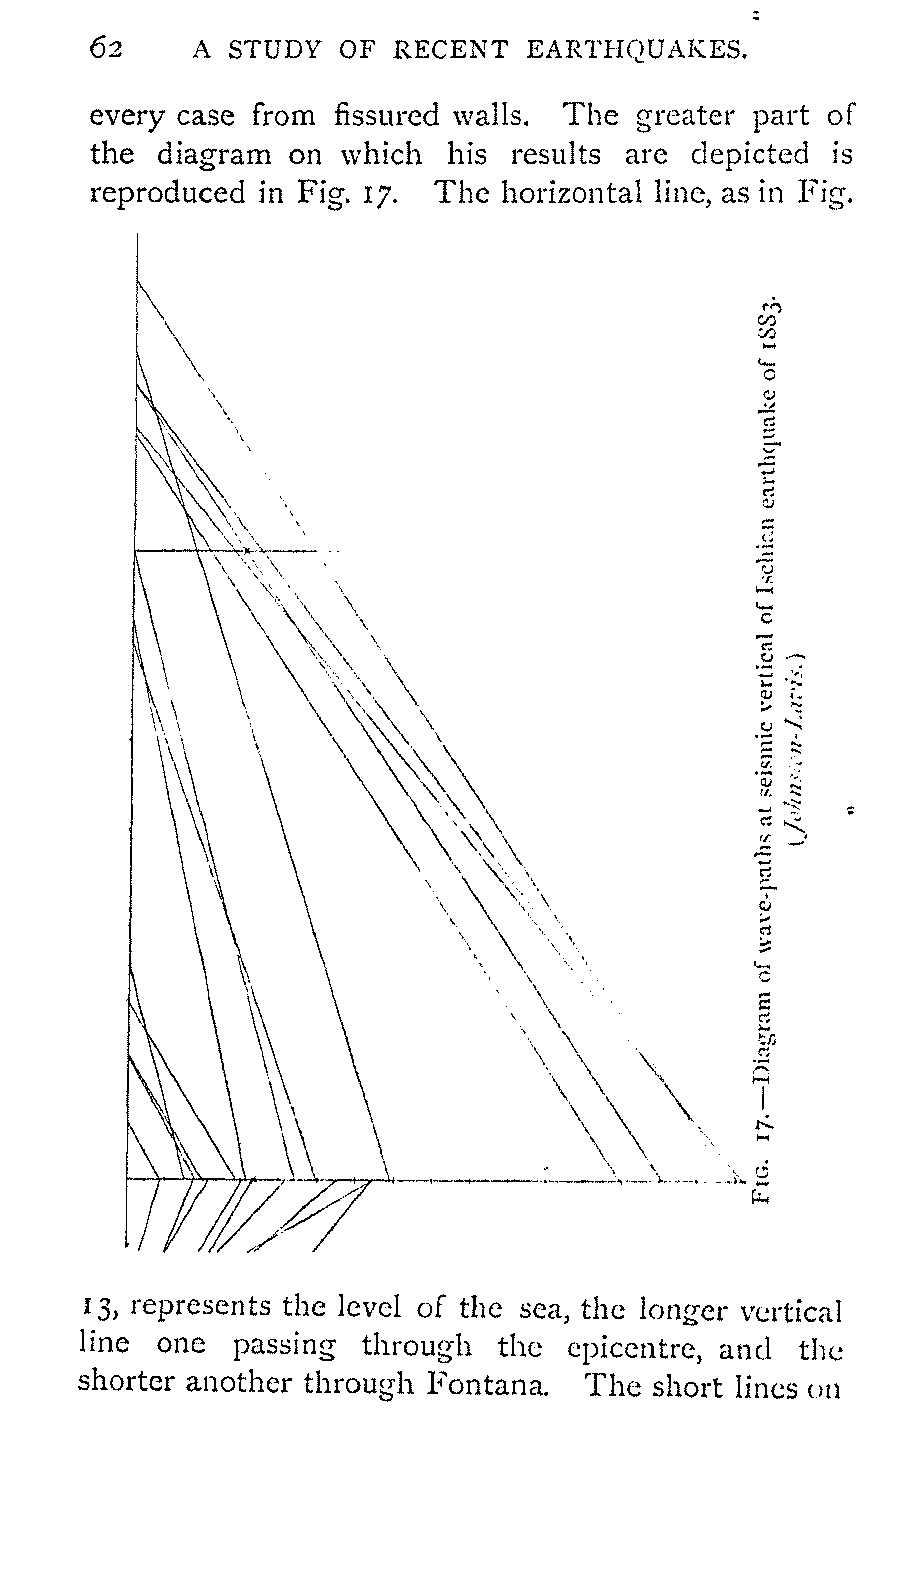 62 A STUDY OF RECENT EARTHQUAKES.
every case from fissured walls. The greater part of
the diagram on which his results are depicted is
reproduced in Fig. 17. The horizontal line, as in Fig.
FIG. 17.—Diagram of wave-paths at seismic vertical of Ischian earthquake of 1883.
(Johnston-Lavis.)
13, represents the level of the sea, the longer vertical
line one passing through the epicentre, and the
shorter another through Fontana. The short lines on